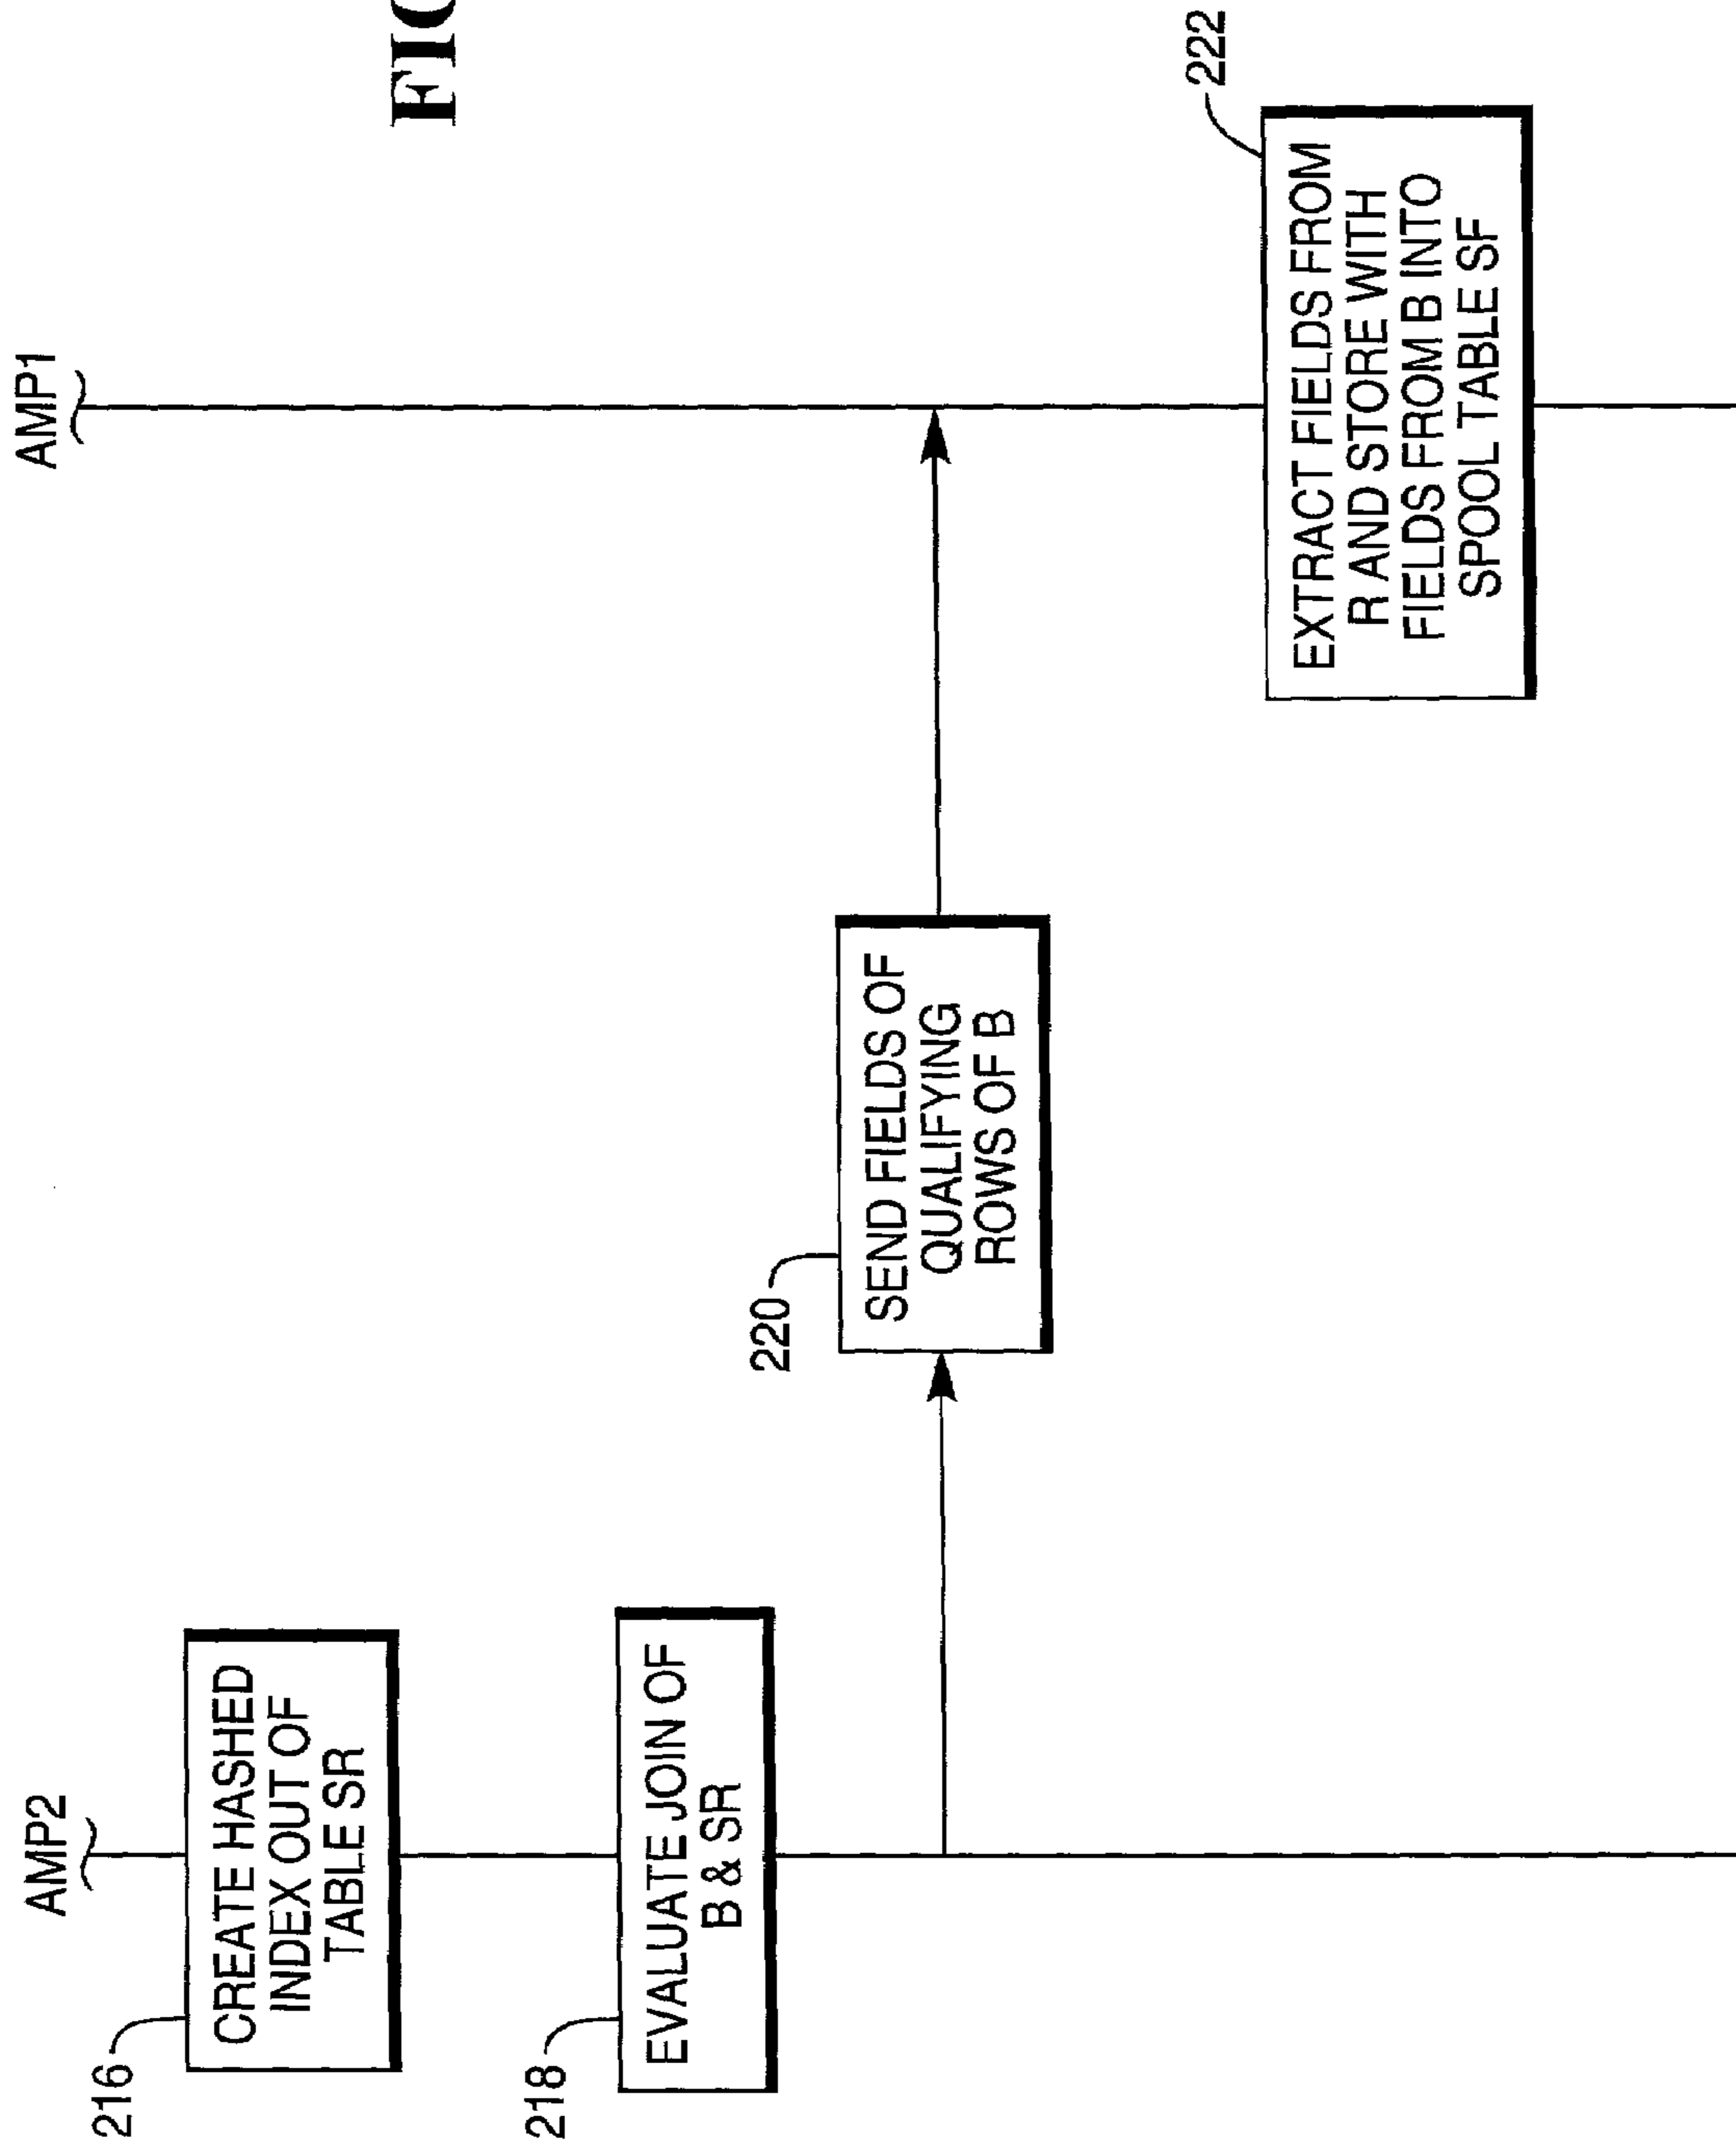 AMP2
AMP1
216
CREATE HASHED
INDEX OUT OF
TABLE SR
218
EVALUATE JOIN OF
B & SR
220
SEND FIELDS OF
QUALIFYING
ROWS OF B
222
EXTRACT FIELDS FROM
R AND STORE WITH
FIELDS FROM B INTO
SPOOL TABLE SF